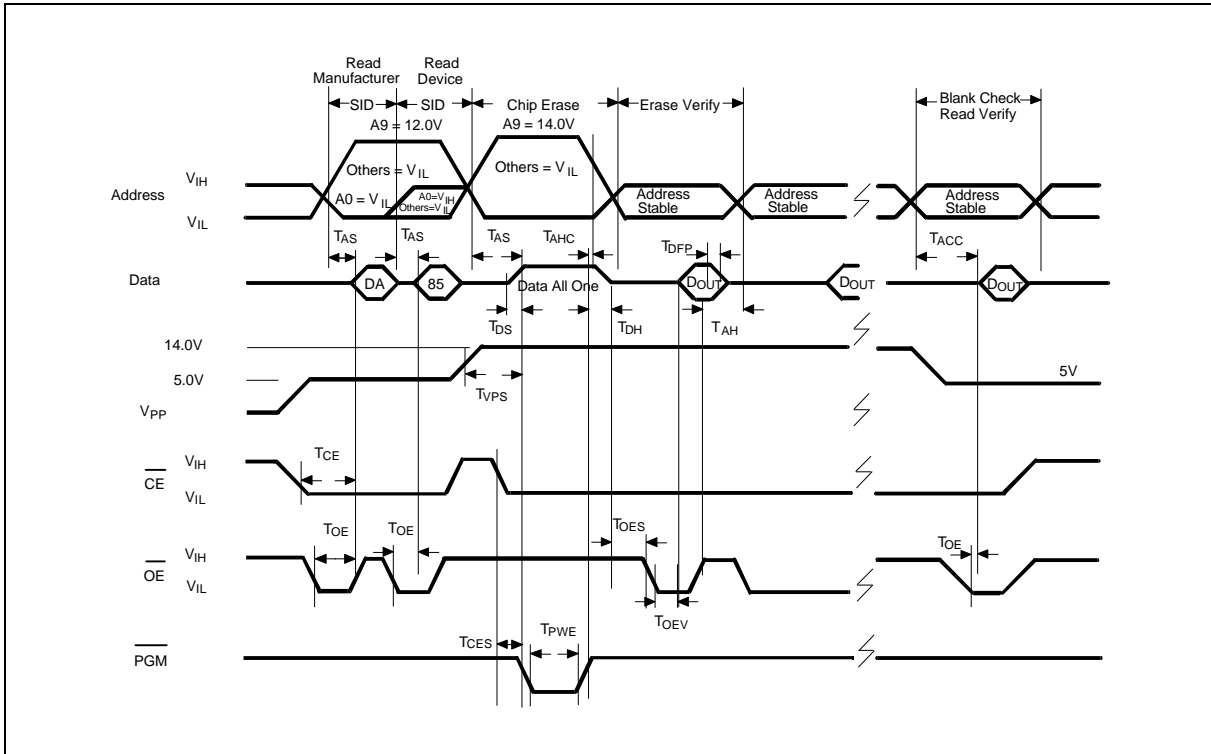 Read Manufacturer
SID
Read Device
SID
Chip Erase
Erase Verify
Blank Check
Read Verify
A9 = 12.0V
A9 = 14.0V
Others = VIL
Others = VIL
Address
VIH
VIL
A0 = VIL
A0=VIH
Others=VIL
Address Stable
Address Stable
Address Stable
TAS
TAS
TAS
TAHC
TDFP
TACC
Data
DA
85
Data All One
DOUT
DOUT
DOUT
TDS
TDH
TAH
14.0V
5.0V
VPP
TVPS
5V
CE
VIH
VIL
TCE
OE
VIH
VIL
TOE
TOE
TOES
TOEV
TOE
PGM
TCES
TPWE